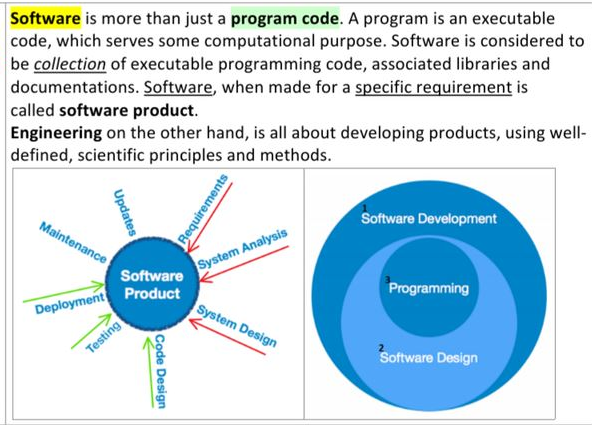 Software is more than just a program code. A program is an executable
code, which serves some computational purpose. Software is considered to
be collection of executable programming code, associated libraries and
documentations. Software, when made for a specific requirement is
called software product.
Engineering on the other hand, is all about developing products, using well-
defined, scientific principles and methods.
Updates
Requirements
Maintenance
System Analysis
Software
Product
Deployment
Testing
Code Design
System Design
1
Software Development
3
Programming
2
Software Design